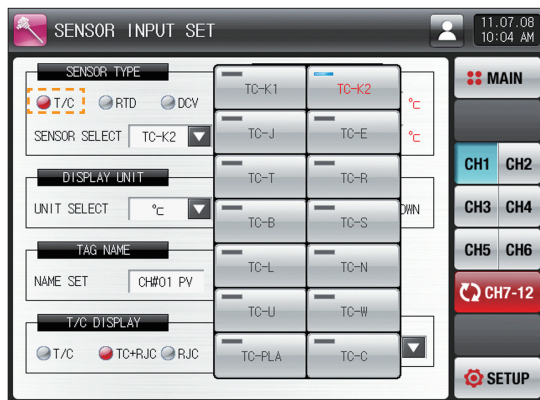 SENSOR INPUT SET
11.07.08
10:04 AM
SENSOR TYPE
T/C RTD DCV
SENSOR SELECT TC-K2
DISPLAY UNIT
UNIT SELECT ℃
TAG NAME
NAME SET CH#01 PV
T/C DISPLAY
T/C TC+RJC RJC
TC-K1 TC-K2
TC-J TC-E
TC-T TC-R
TC-B TC-S
TC-L TC-N
TC-U TC-W
TC-PLA TC-C
℃
℃
MAIN
CH1 CH2
CH3 CH4
CH5 CH6
CH7-12
SETUP